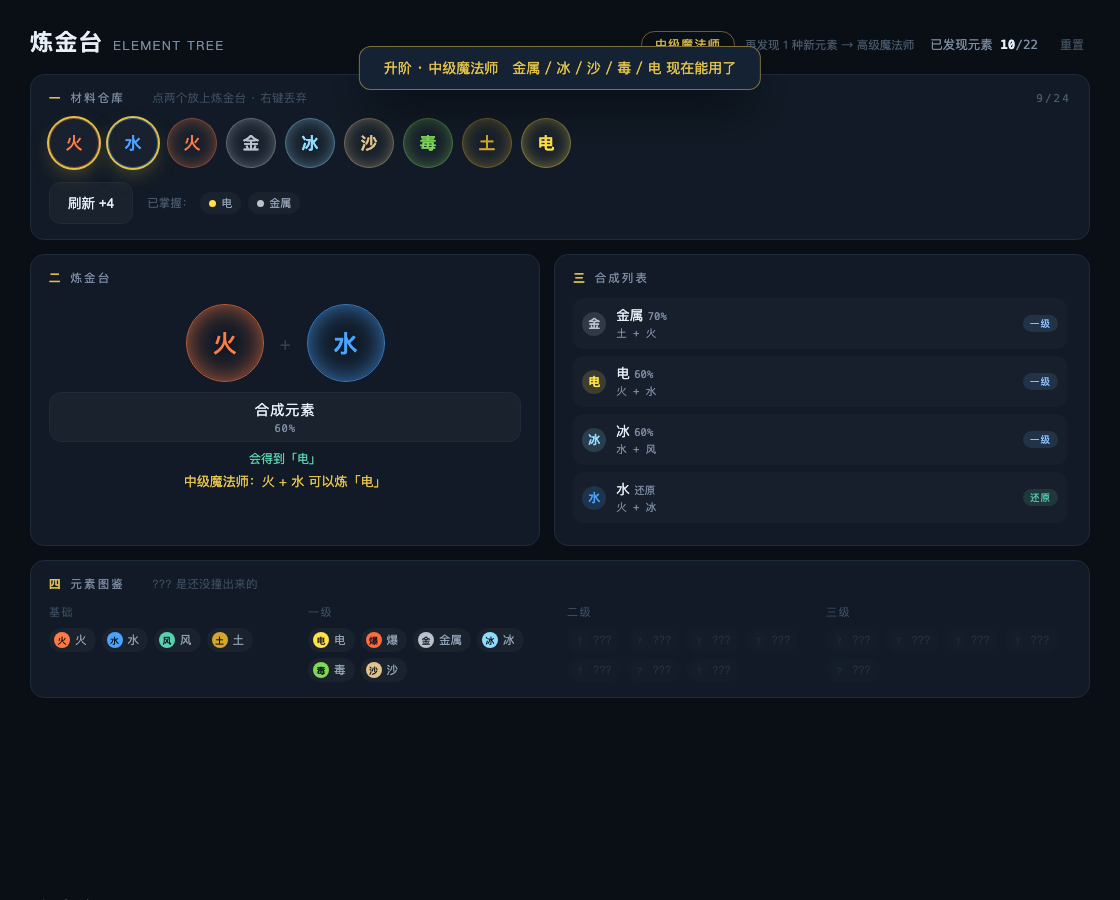 炼金台 ELEMENT TREE
中级魔法师 再发现 1 种新元素 → 高级魔法师 已发现元素 10/22 重置
升阶 · 中级魔法师 金属 / 冰 / 沙 / 毒 / 电 现在能用了
一 材料仓库 点两个放上炼金台 · 右键丢弃 9/24
火 水 火 金 冰 沙 毒 土 电
刷新 +4 已掌握: 电 金属
二 炼金台
火 + 水
合成元素
60%
会得到「电」
中级魔法师: 火 + 水 可以炼「电」
三 合成列表
金 金属 70% 一级
土 + 火
电 电 60% 一级
火 + 水
冰 冰 60% 一级
水 + 风
水 水 还原 还原
火 + 冰
四 元素图鉴 ??? 是还没撞出来的
基础 一级 二级 三级
火 火 水 水 风 风 土 土 电 电 爆 爆 金 金属 冰 冰 ? ??? ? ??? ? ??? ? ??? ? ??? ? ??? ? ??? ? ???
毒 毒 沙 沙 ? ??? ? ??? ? ??? ? ???